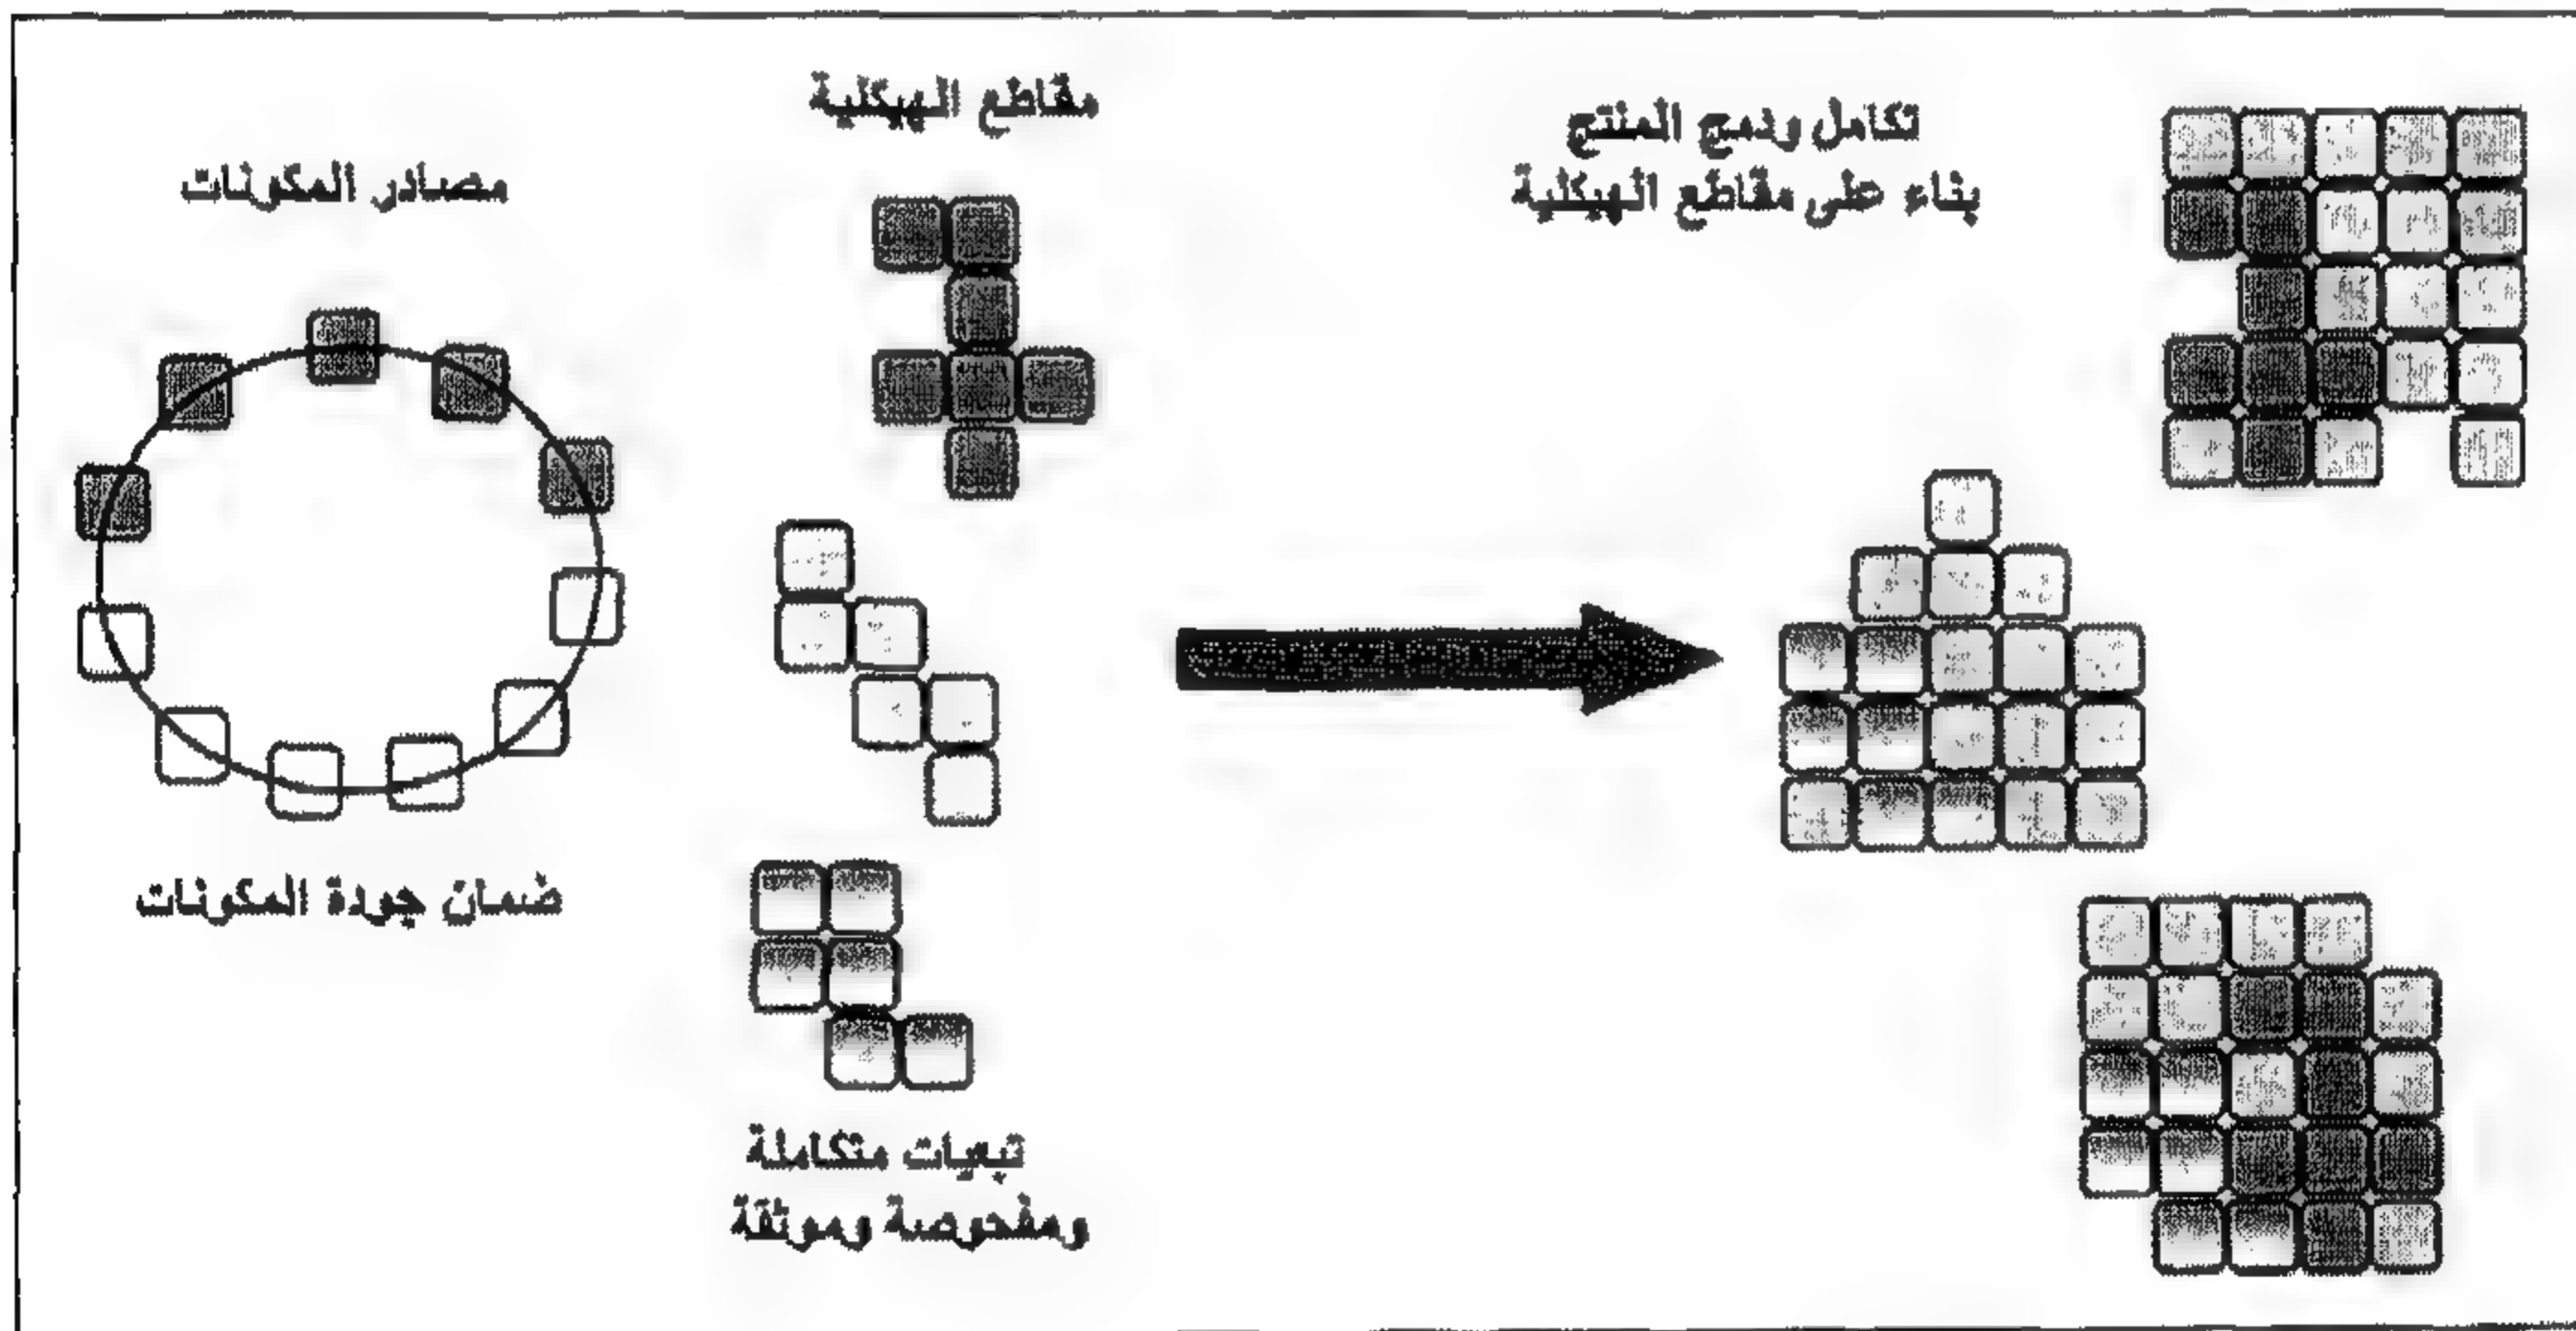 مقاطع الهيكلية
تكامل ودمج المنتج
بناء على مقاطع الهيكلية
مصادر المكونات
ضمان جودة المكونات
تبعيات متكاملة
ومفحوصة وموثقة